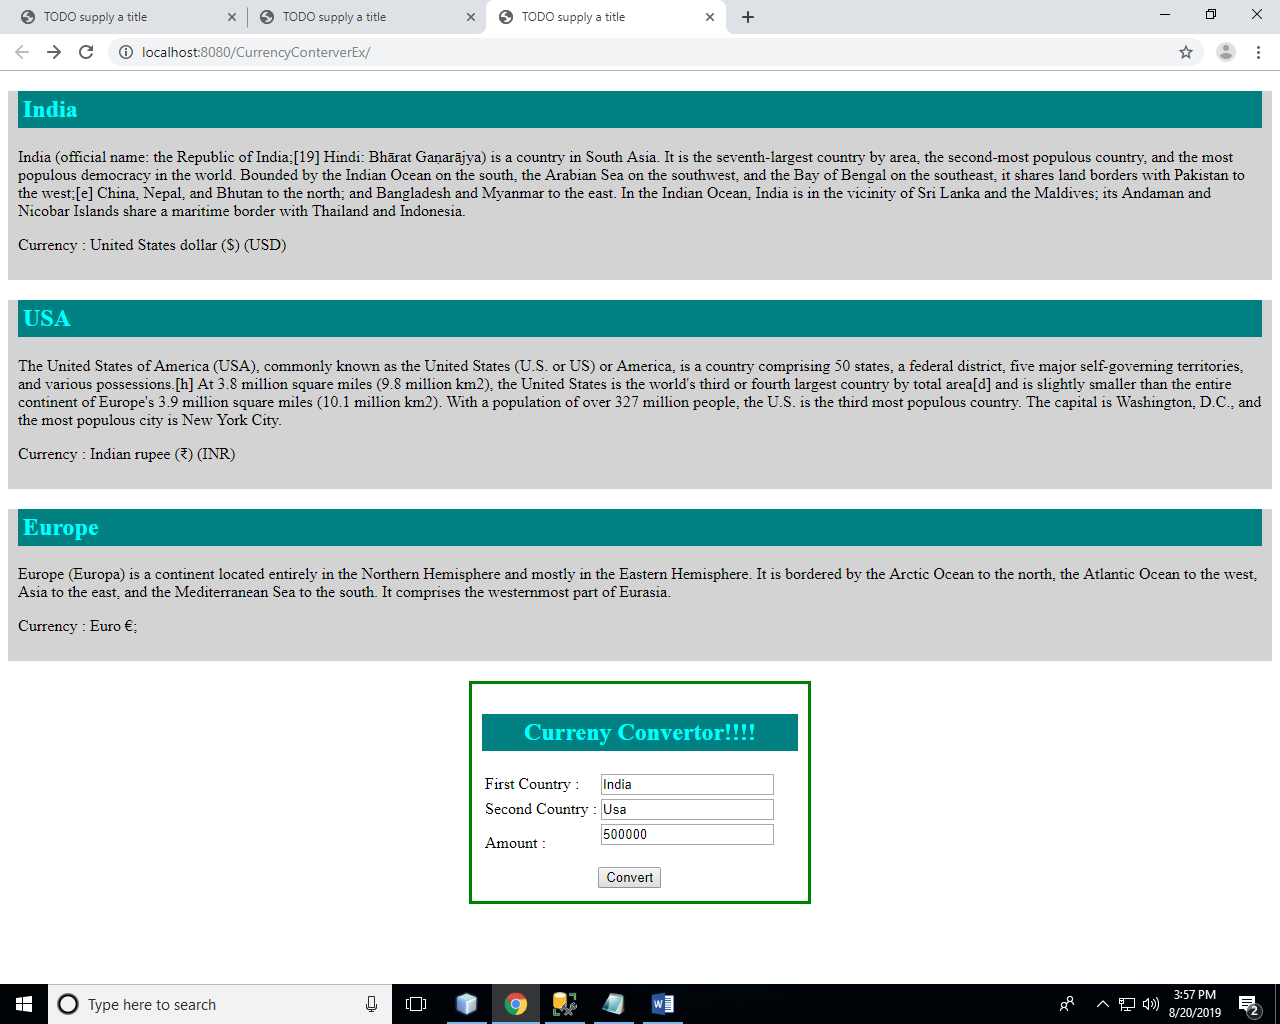 TODO supply a title
TODO supply a title
TODO supply a title
localhost:8080/CurrencyConterverEx/
India
India (official name: the Republic of India;[19] Hindi: Bhārat Gaṇarājya) is a country in South Asia. It is the seventh-largest country by area, the second-most populous country, and the most
populous democracy in the world. Bounded by the Indian Ocean on the south, the Arabian Sea on the southwest, and the Bay of Bengal on the southeast, it shares land borders with Pakistan to
the west;[e] China, Nepal, and Bhutan to the north; and Bangladesh and Myanmar to the east. In the Indian Ocean, India is in the vicinity of Sri Lanka and the Maldives; its Andaman and
Nicobar Islands share a maritime border with Thailand and Indonesia.
Currency : United States dollar ($) (USD)
USA
The United States of America (USA), commonly known as the United States (U.S. or US) or America, is a country comprising 50 states, a federal district, five major self-governing territories,
and various possessions.[h] At 3.8 million square miles (9.8 million km2), the United States is the world's third or fourth largest country by total area[d] and is slightly smaller than the entire
continent of Europe's 3.9 million square miles (10.1 million km2). With a population of over 327 million people, the U.S. is the third most populous country. The capital is Washington, D.C., and
the most populous city is New York City.
Currency : Indian rupee (₹) (INR)
Europe
Europe (Europa) is a continent located entirely in the Northern Hemisphere and mostly in the Eastern Hemisphere. It is bordered by the Arctic Ocean to the north, the Atlantic Ocean to the west,
Asia to the east, and the Mediterranean Sea to the south. It comprises the westernmost part of Eurasia.
Currency : Euro €;
Curreny Convertor!!!!
First Country : India
Second Country : Usa
Amount : 500000
Convert
Type here to search
3:57 PM
8/20/2019
2